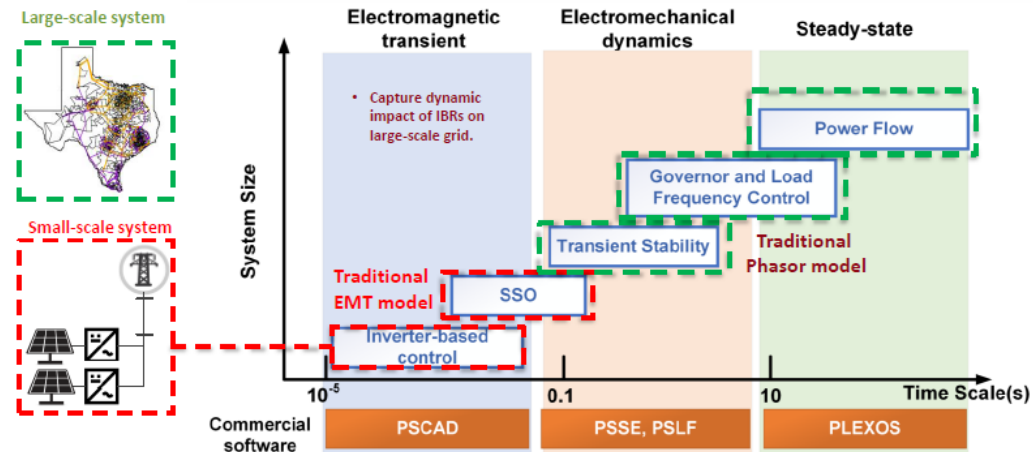 Large-scale system
Electromagnetic
transient
Electromechanical
dynamics
Steady-state
• Capture dynamic
impact of IBRs on
large-scale grid.
Power Flow
Governor and Load
Frequency Control
Transient Stability
Traditional
Phasor model
System Size
Small-scale system
Traditional
EMT model
SSO
Inverter-based
control
10-5
0.1
10
Time Scale(s)
Commercial
software
PSCAD
PSSE, PSLF
PLEXOS